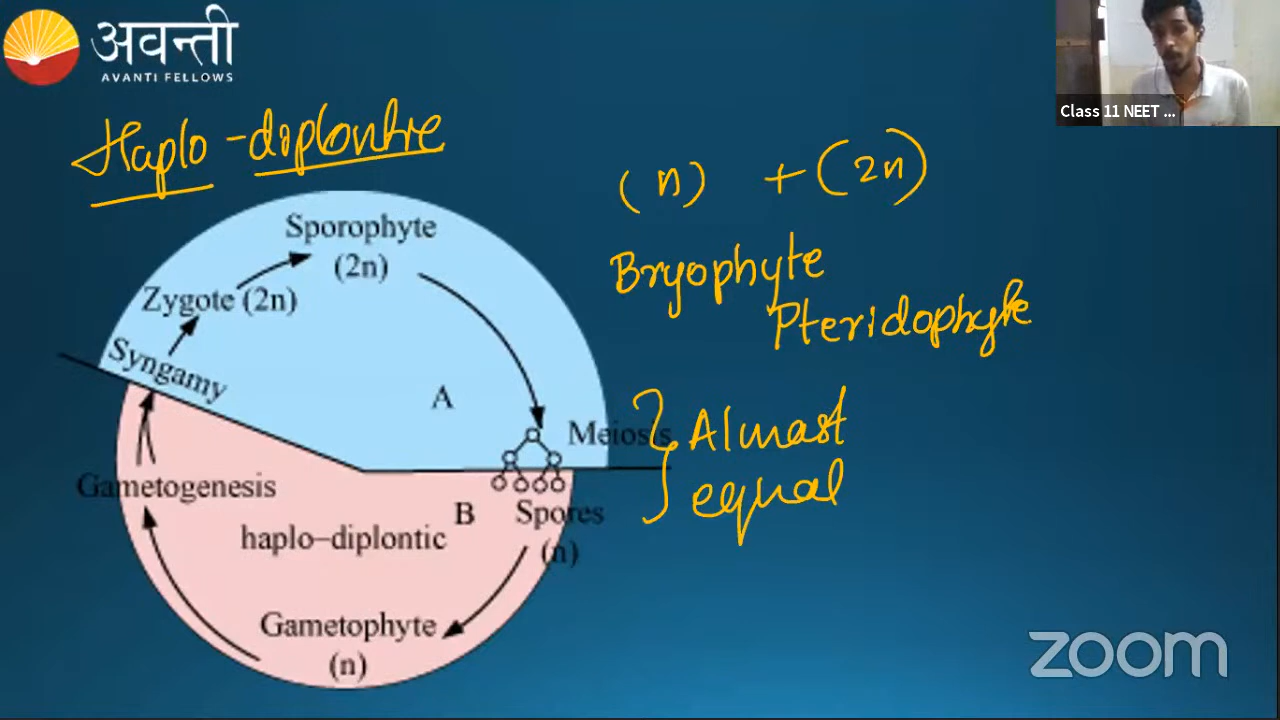 अवन्ती
AVANTI FELLOWS
Class 11 NEET ...
Haplo-diplontic
(n) + (2n)
Bryophyte
Pteridophyte
Almost
equal
Sporophyte
(2n)
Zygote (2n)
Syngamy
A
Meiosis
Gametogenesis
B
Spores
(n)
haplo-diplontic
Gametophyte
(n)
zoom